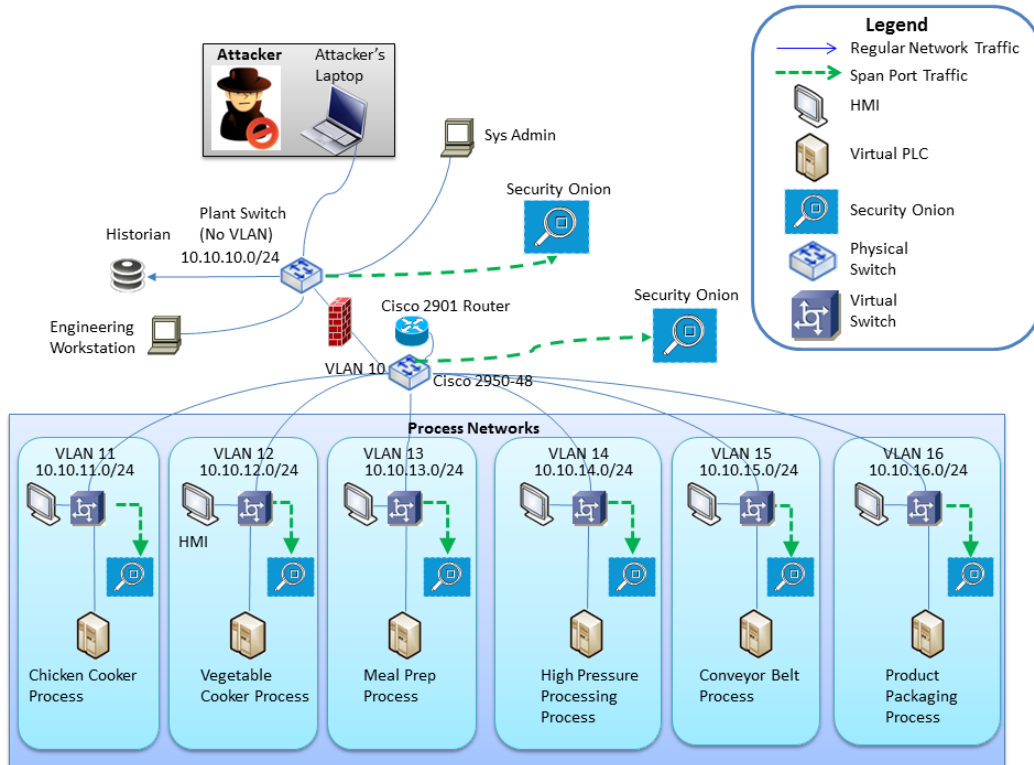 Attacker
Attacker's
Laptop
Sys Admin
Security Onion
Plant Switch
(No VLAN)
10.10.10.0/24
Historian
Engineering
Workstation
Cisco 2901 Router
Security Onion
VLAN 10
Cisco 2950-48
Legend
Regular Network Traffic
Span Port Traffic
HMI
Virtual PLC
Security Onion
Physical
Switch
Virtual
Switch
Process Networks
VLAN 11
10.10.11.0/24
Chicken Cooker
Process
VLAN 12
10.10.12.0/24
HMI
Vegetable
Cooker Process
VLAN 13
10.10.13.0/24
Meal Prep
Process
VLAN 14
10.10.14.0/24
High Pressure
Processing
Process
VLAN 15
10.10.15.0/24
Conveyor Belt
Process
VLAN 16
10.10.16.0/24
Product
Packaging
Process